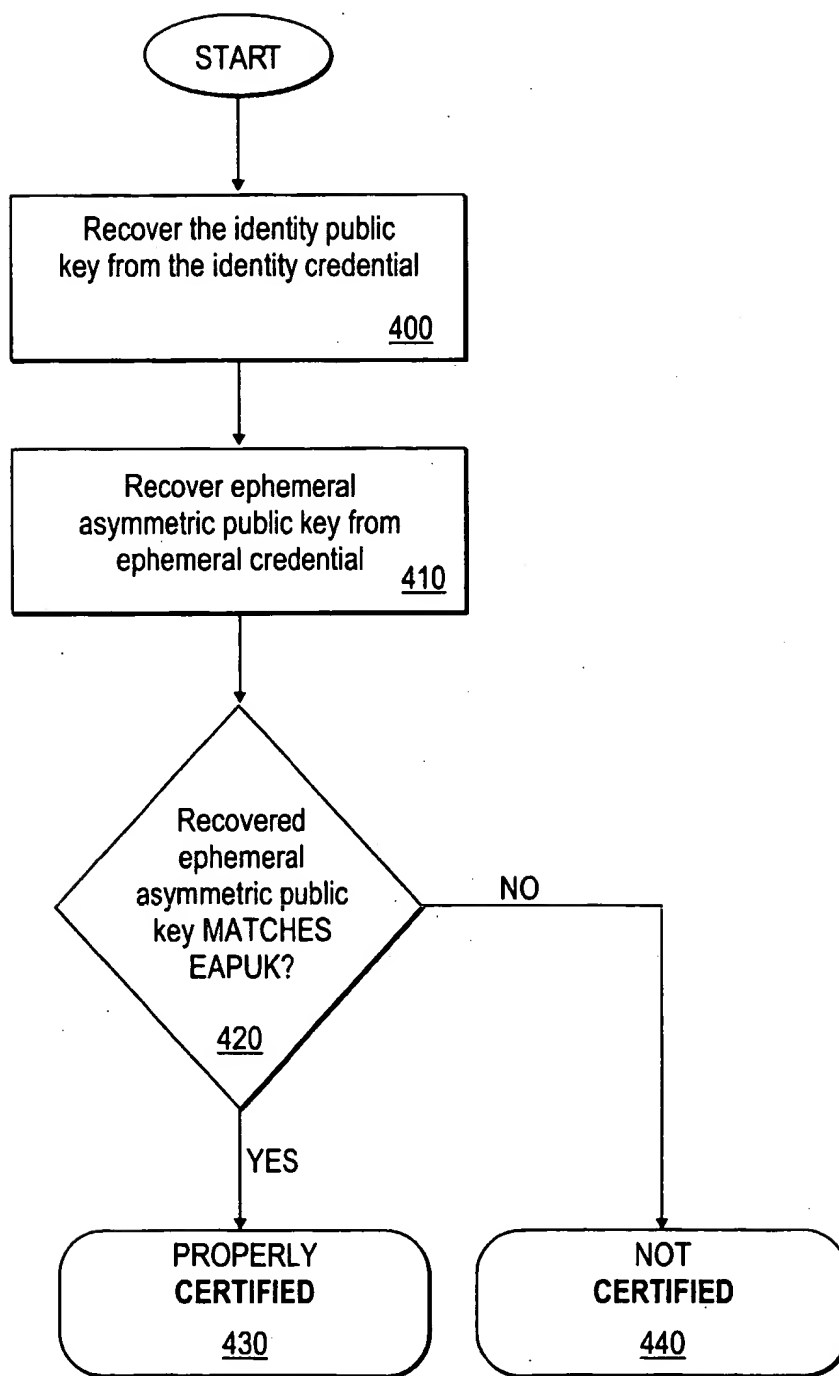 START
Recover the identity public
key from the identity credential
400
Recover ephemeral
asymmetric public key from
ephemeral credential
410
Recovered
ephemeral
asymmetric public
key MATCHES
EAPUK?
420
NO
YES
PROPERLY
CERTIFIED
430
NOT
CERTIFIED
440